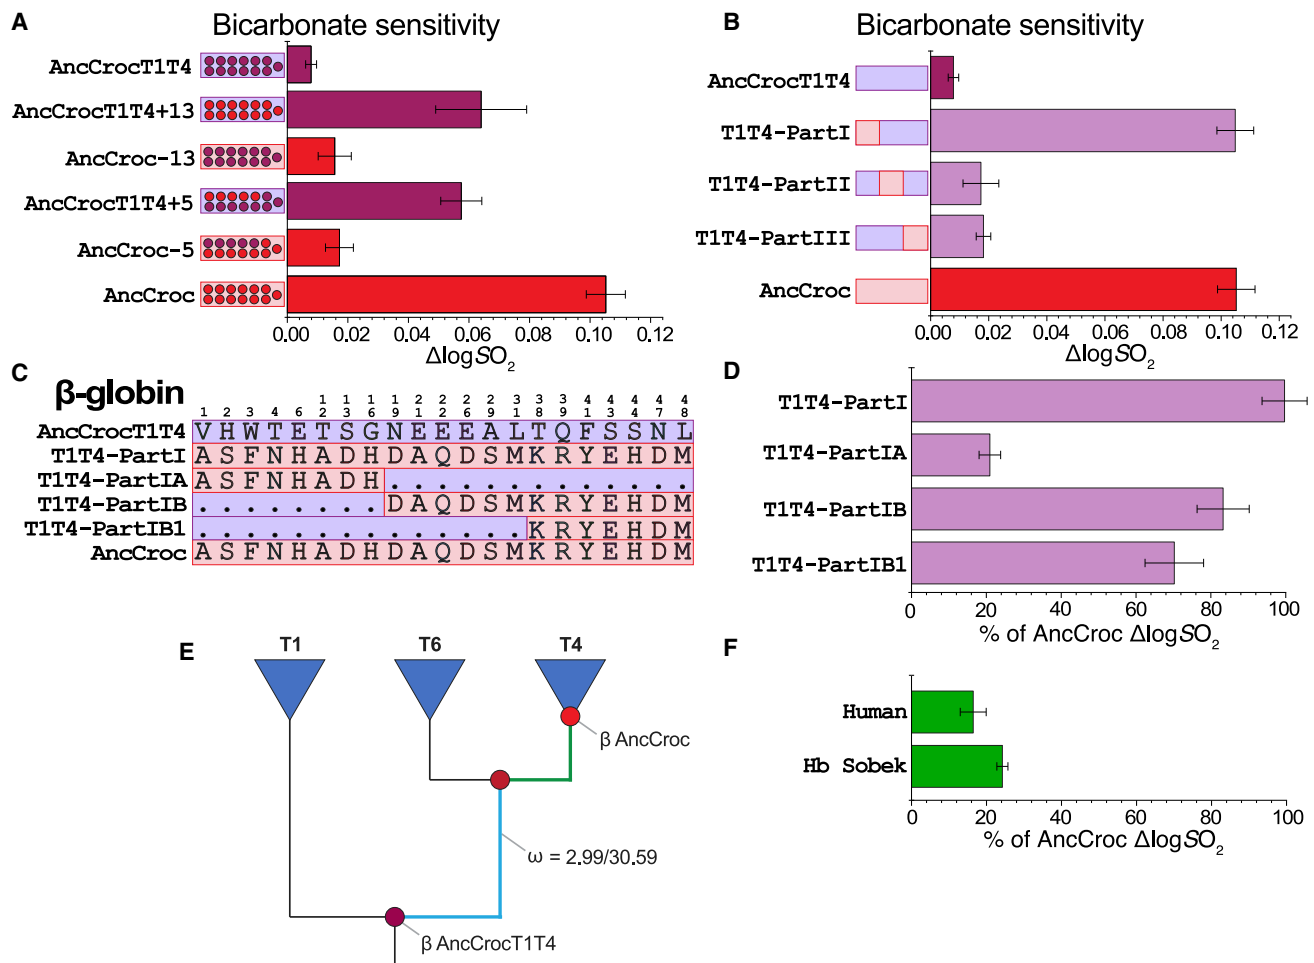 A
Bicarbonate sensitivity
AncCrocT1T4
AncCrocT1T4+13
AncCroc-13
AncCrocT1T4+5
AncCroc-5
AncCroc
0.00 0.02 0.04 0.06 0.08 0.10 0.12
ΔlogSO2
B
Bicarbonate sensitivity
AncCrocT1T4
T1T4-PartI
T1T4-PartII
T1T4-PartIII
AncCroc
0.00 0.02 0.04 0.06 0.08 0.10 0.12
ΔlogSO2
C
β-globin
1 2 3 4 6 12 13 16 19 21 22 26 29 31 38 39 41 43 44 47 48
AncCrocT1T4 V H W T E T S G N E E E A L T Q F S S N L
T1T4-PartI A S F N H A D H D A Q D S M K R Y E H D M
T1T4-PartIA A S F N H A D H . . . . . . . . . . . . .
T1T4-PartIB . . . . . . . . D A Q D S M K R Y E H D M
T1T4-PartIB1 . . . . . . . . . . . . . . K R Y E H D M
AncCroc A S F N H A D H D A Q D S M K R Y E H D M
D
T1T4-PartI
T1T4-PartIA
T1T4-PartIB
T1T4-PartIB1
0 20 40 60 80 100
% of AncCroc ΔlogSO2
E
T1 T6 T4
β AncCroc
ω = 2.99/30.59
β AncCrocT1T4
F
Human
Hb Sobek
0 20 40 60 80 100
% of AncCroc ΔlogSO2